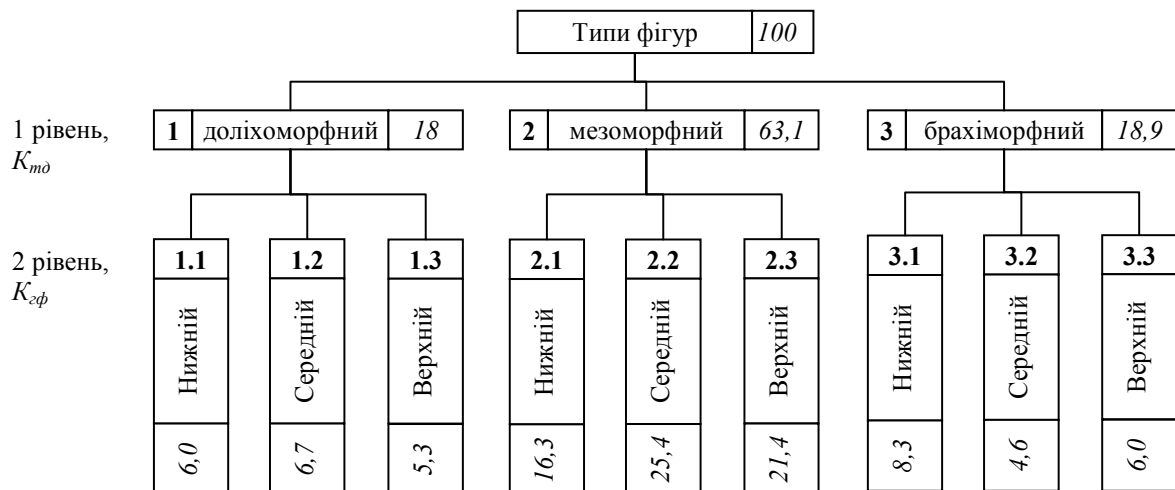 Типи фігур 100
1 рівень,
К_тд
1 доліхоморфний 18
2 мезоморфний 63,1
3 брахіморфний 18,9
2 рівень,
К_гф
1.1 1.2 1.3 2.1 2.2 2.3 3.1 3.2 3.3
Нижній Середній Верхній Нижній Середній Верхній Нижній Середній Верхній
6,0 6,7 5,3 16,3 25,4 21,4 8,3 4,6 6,0